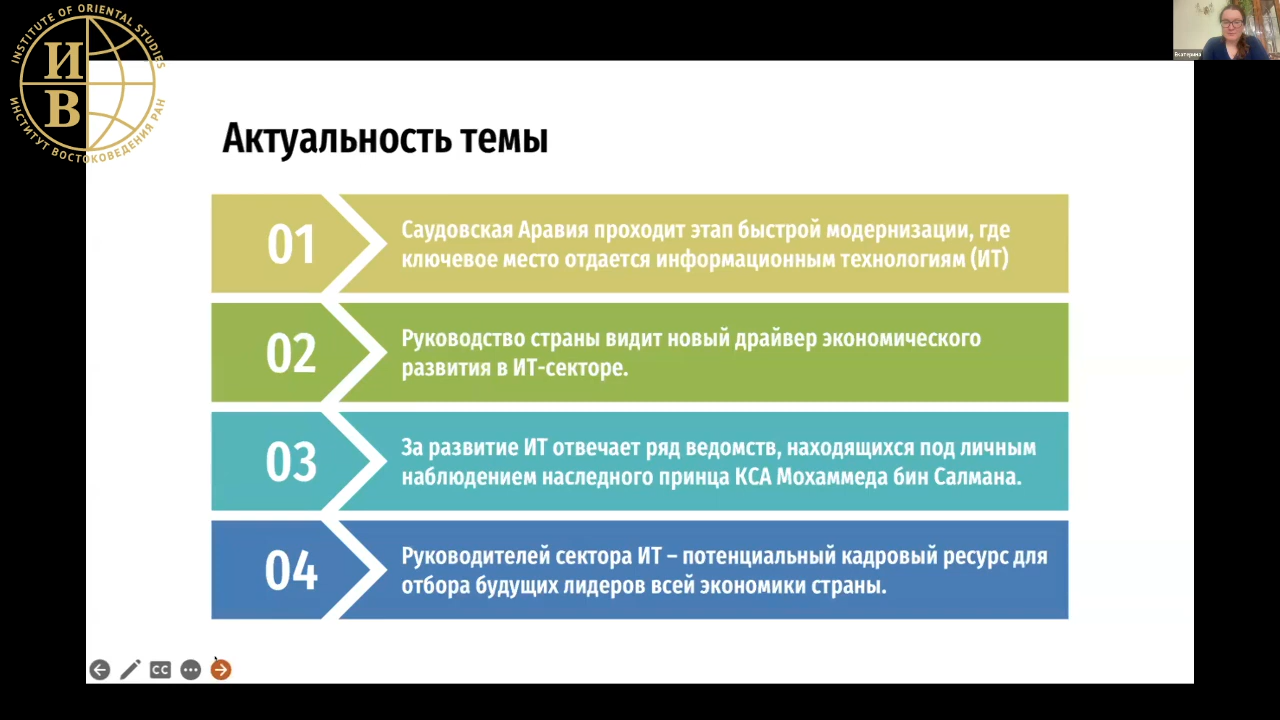 INSTITUTE OF ORIENTAL STUDIES
И
В
ИНСТИТУТ ВОСТОКОВЕДЕНИЯ РАН
Екатерина
Актуальность темы
01
Саудовская Аравия проходит этап быстрой модернизации, где
ключевое место отдается информационным технологиям (ИТ)
02
Руководство страны видит новый драйвер экономического
развития в ИТ-секторе.
03
За развитие ИТ отвечает ряд ведомств, находящихся под личным
наблюдением наследного принца КСА Мохаммеда бин Салмана.
04
Руководителей сектора ИТ – потенциальный кадровый ресурс для
отбора будущих лидеров всей экономики страны.
CC